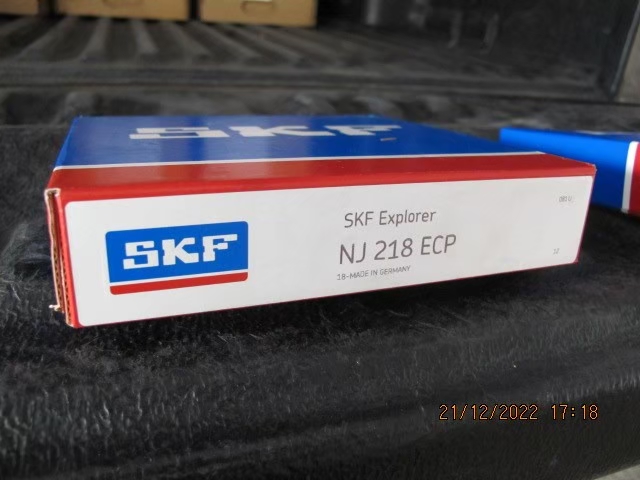 SKF
SKF
SKF Explorer
NJ 218 ECP
18-MADE IN GERMANY
21/12/2022 17:18